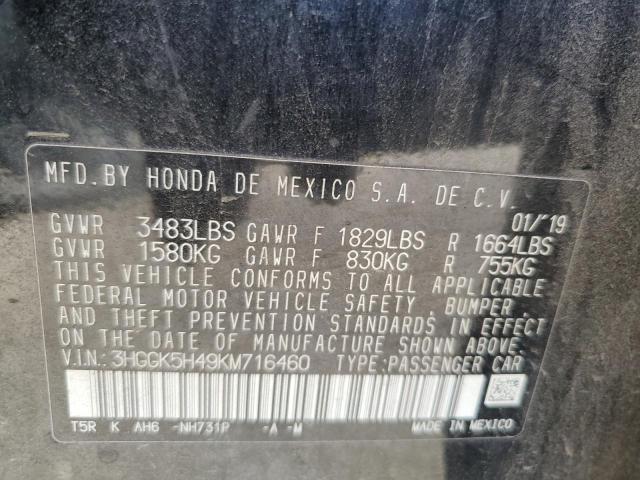 MFD. BY HONDA DE MEXICO S.A. DE C.V.
01/'19
GVWR 3483LBS GAWR F 1829LBS R 1664LBS
GVWR 1580KG GAWR F 830KG R 755KG
THIS VEHICLE CONFORMS TO ALL APPLICABLE
FEDERAL MOTOR VEHICLE SAFETY, BUMPER,
AND THEFT PREVENTION STANDARDS IN EFFECT
ON THE DATE OF MANUFACTURE SHOWN ABOVE.
V.I.N.: 3HGGK5H49KM716460 TYPE: PASSENGER CAR
T5R K AH6 -NH731P -A -M MADE IN MEXICO